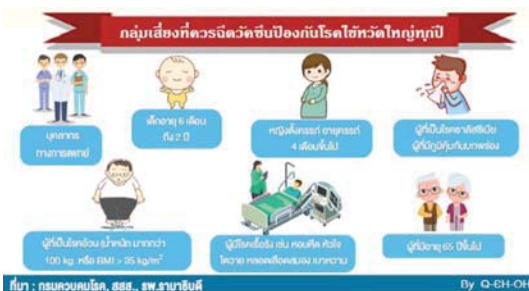 กลุ่มเสี่ยงที่ควรฉีดวัคซีนป้องกันโรคไข้หวัดใหญ่ทุกปี
บุคลากร
ทางการแพทย์
เด็กอายุ 6 เดือน
ถึง 2 ปี
หญิงตั้งครรภ์ อายุครรภ์
4 เดือนขึ้นไป
ผู้ที่เป็นโรคธาลัสซีเมีย
ผู้ที่มีภูมิคุ้มกันบกพร่อง
ผู้ที่เป็นโรคอ้วน (น้ำหนัก มากกว่า
100 kg. หรือ BMI > 35 kg/m²
ผู้มีโรคเรื้อรัง เช่น หอบหืด หัวใจ
ไตวาย หลอดเลือดสมอง เบาหวาน
ผู้ที่มีอายุ 65 ปีขึ้นไป
ที่มา : กรมควบคุมโรค, สสส., รพ.รามาธิบดี
By Q-EH-OH